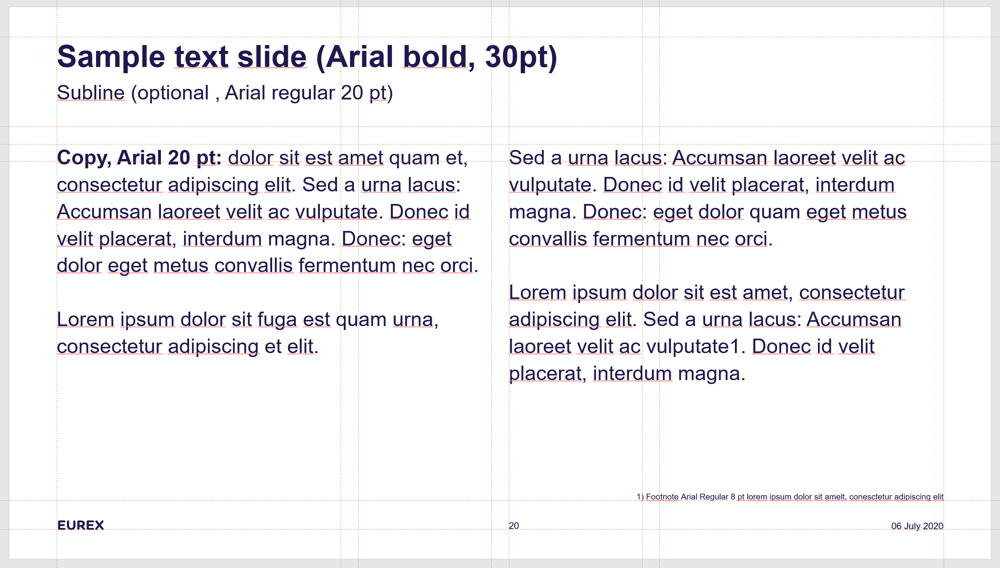 Sample text slide (Arial bold, 30pt)
Subline (optional , Arial regular 20 pt)
Copy, Arial 20 pt: dolor sit est amet quam et,
consectetur adipiscing elit. Sed a urna lacus:
Accumsan laoreet velit ac vulputate. Donec id
velit placerat, interdum magna. Donec: eget
dolor eget metus convallis fermentum nec orci.
Lorem ipsum dolor sit fuga est quam urna,
consectetur adipiscing et elit.
Sed a urna lacus: Accumsan laoreet velit ac
vulputate. Donec id velit placerat, interdum
magna. Donec: eget dolor quam eget metus
convallis fermentum nec orci.
Lorem ipsum dolor sit est amet, consectetur
adipiscing elit. Sed a urna lacus: Accumsan
laoreet velit ac vulputate1. Donec id velit
placerat, interdum magna.
1) Footnote Arial Regular 8 pt lorem ipsum dolor sit amelt, conesctetur adipiscing elit
EUREX
20
06 July 2020